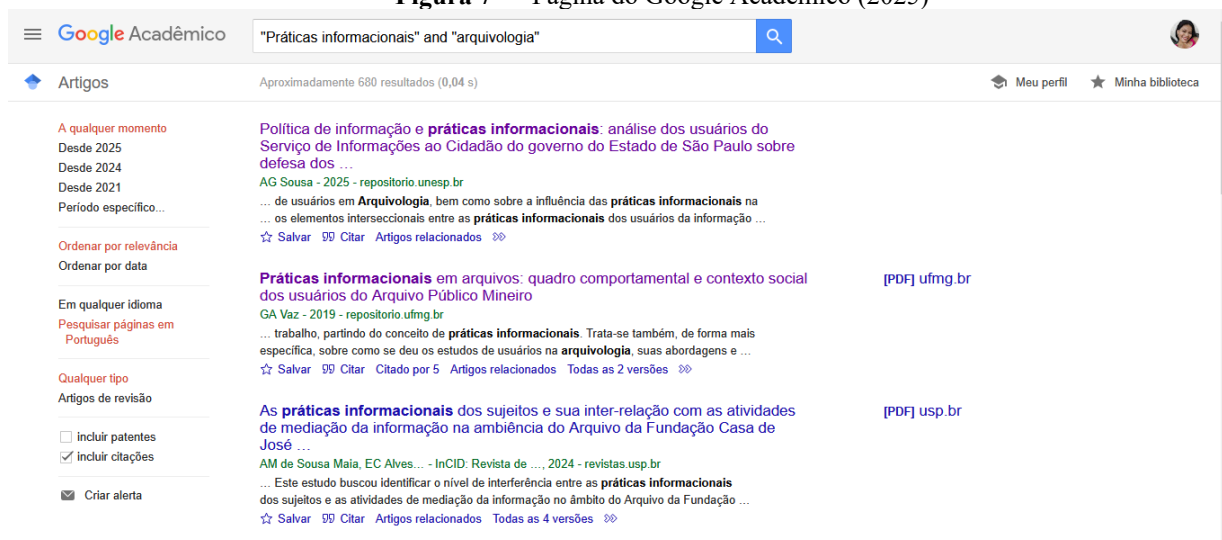 Figura 7 – Página do Google Acadêmico (2025)
Google Acadêmico
"Práticas informacionais" and "arquivologia"
Artigos
Aproximadamente 680 resultados (0,04 s)
Meu perfil
Minha biblioteca
A qualquer momento
Desde 2025
Desde 2024
Desde 2021
Período específico...
Ordenar por relevância
Ordenar por data
Em qualquer idioma
Pesquisar páginas em
Português
Qualquer tipo
Artigos de revisão
incluir patentes
incluir citações
Criar alerta
Política de informação e práticas informacionais: análise dos usuários do
Serviço de Informações ao Cidadão do governo do Estado de São Paulo sobre
defesa dos ...
AG Sousa - 2025 - repositorio.unesp.br
... de usuários em Arquivologia, bem como sobre a influência das práticas informacionais na
... os elementos interseccionais entre as práticas informacionais dos usuários da informação ...
Salvar Citar Artigos relacionados
Práticas informacionais em arquivos: quadro comportamental e contexto social
dos usuários do Arquivo Público Mineiro
GA Vaz - 2019 - repositorio.ufmg.br
... trabalho, partindo do conceito de práticas informacionais. Trata-se também, de forma mais
específica, sobre como se deu os estudos de usuários na arquivologia, suas abordagens e ...
Salvar Citar Citado por 5 Artigos relacionados Todas as 2 versões
[PDF] ufmg.br
As práticas informacionais dos sujeitos e sua inter-relação com as atividades
de mediação da informação na ambiência do Arquivo da Fundação Casa de
José ...
AM de Sousa Maia, EC Alves... - InCID: Revista de ..., 2024 - revistas.usp.br
... Este estudo buscou identificar o nível de interferência entre as práticas informacionais
dos sujeitos e as atividades de mediação da informação no âmbito do Arquivo da Fundação ...
Salvar Citar Artigos relacionados Todas as 4 versões
[PDF] usp.br